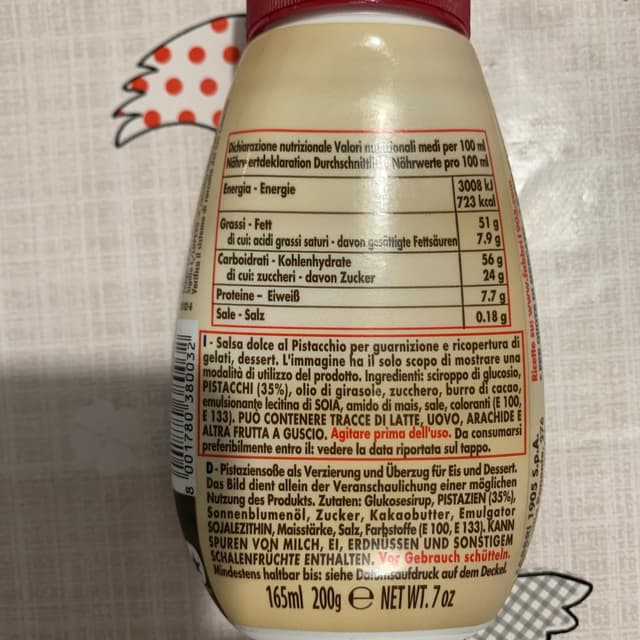 Dichiarazione nutrizionale Valori nutrizionali medi per 100 ml
Nährwertdeklaration Durchschnittliche Nährwerte pro 100 ml
Energia - Energie 3008 kJ
723 kcal
Grassi - Fett 51 g
di cui: acidi grassi saturi - davon gesättigte Fettsäuren 7.9 g
Carboidrati - Kohlenhydrate 56 g
di cui: zuccheri - davon Zucker 24 g
Proteine - Eiweiß 7.7 g
Sale - Salz 0.18 g
I - Salsa dolce al Pistacchio per guarnizione e ricopertura di
gelati, dessert. L'immagine ha il solo scopo di mostrare una
modalità di utilizzo del prodotto. Ingredienti: sciroppo di glucosio,
PISTACCHI (35%), olio di girasole, zucchero, burro di cacao,
emulsionante lecitina di SOIA, amido di mais, sale, coloranti (E 100,
E 133). PUÒ CONTENERE TRACCE DI LATTE, UOVO, ARACHIDE E
ALTRA FRUTTA A GUSCIO. Agitare prima dell'uso. Da consumarsi
preferibilmente entro il: vedere la data riportata sul tappo.
D - Pistaziensoße als Verzierung und Überzug für Eis und Dessert.
Das Bild dient allein der Veranschaulichung einer möglichen
Nutzung des Produkts. Zutaten: Glukosesirup, PISTAZIEN (35%),
Sonnenblumenöl, Zucker, Kakaobutter, Emulgator
SOJALEZITHIN, Maisstärke, Salz, Farbstoffe (E 100, E 133). KANN
SPUREN VON MILCH, EI, ERDNÜSSEN UND SONSTIGEM
SCHALENFRÜCHTE ENTHALTEN. Vor Gebrauch schütteln.
Mindestens haltbar bis: siehe Datumsaufdruck auf dem Deckel.
165ml 200g e NET WT. 7 oz
8 001780 380032
1905 S.p.A.